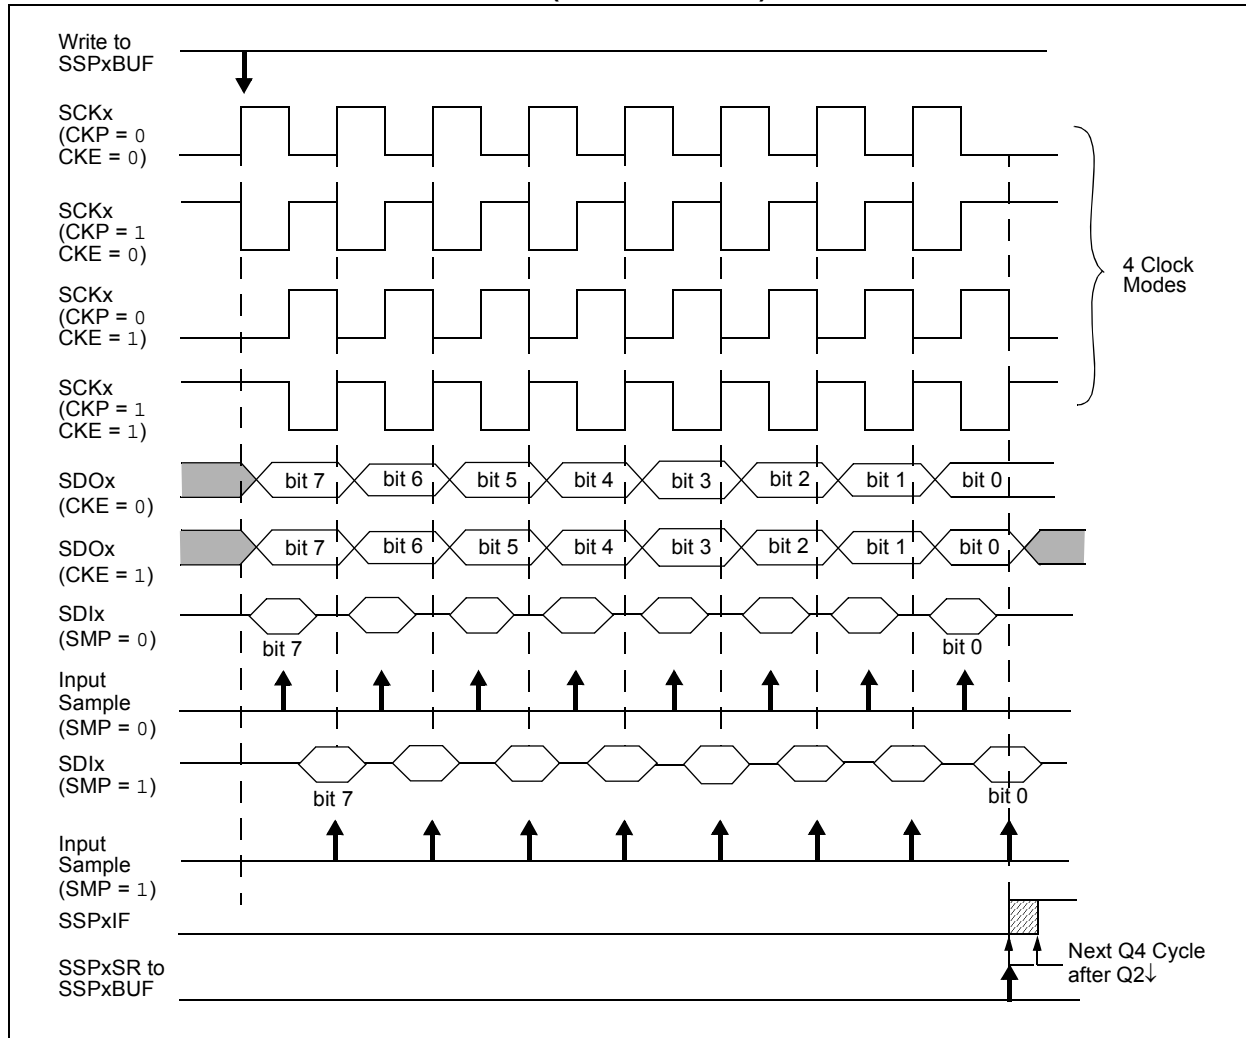 Write to
SSPxBUF
SCKx
(CKP = 0
CKE = 0)
SCKx
(CKP = 1
CKE = 0)
SCKx
(CKP = 0
CKE = 1)
SCKx
(CKP = 1
CKE = 1)
4 Clock
Modes
SDOx
(CKE = 0)
bit 7 bit 6 bit 5 bit 4 bit 3 bit 2 bit 1 bit 0
SDOx
(CKE = 1)
bit 7 bit 6 bit 5 bit 4 bit 3 bit 2 bit 1 bit 0
SDIx
(SMP = 0)
bit 7 bit 0
Input
Sample
(SMP = 0)
SDIx
(SMP = 1)
bit 7 bit 0
Input
Sample
(SMP = 1)
SSPxIF
Next Q4 Cycle
after Q2↓
SSPxSR to
SSPxBUF